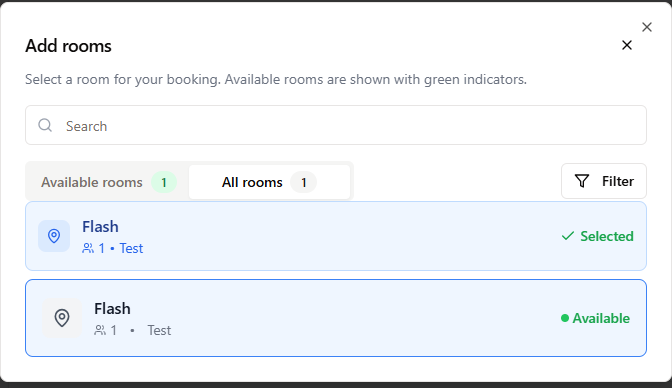 Add rooms
Select a room for your booking. Available rooms are shown with green indicators.
Search
Available rooms 1 All rooms 1 Filter
Flash
1 • Test
Selected
Flash
1 • Test
Available